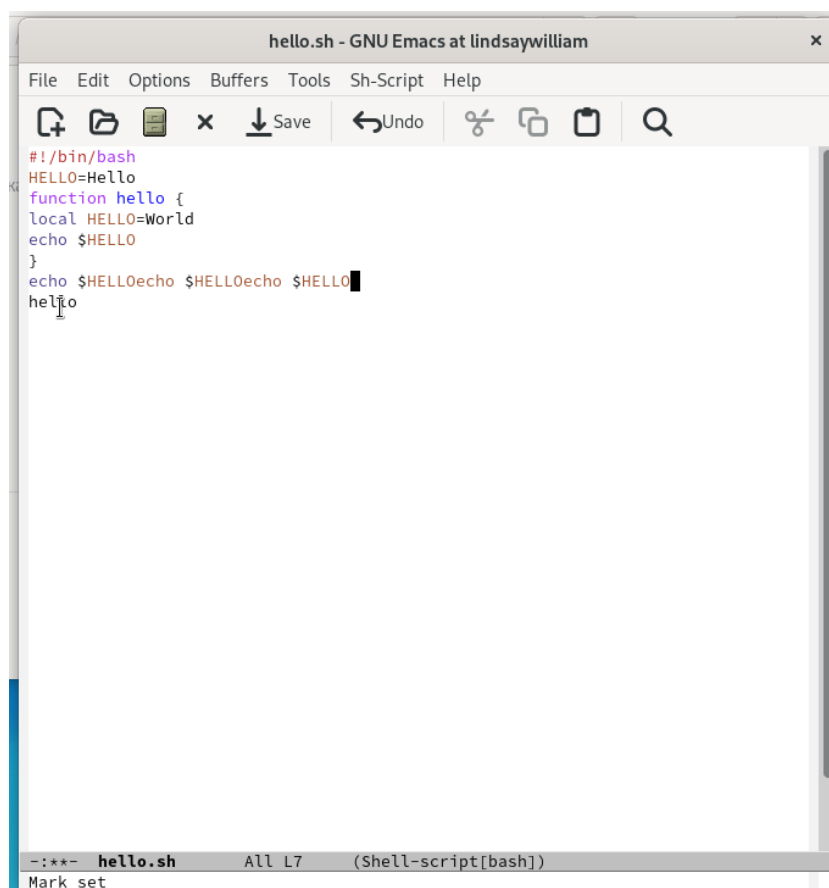 hello.sh - GNU Emacs at lindsaywilliam
File Edit Options Buffers Tools Sh-Script Help
Save Undo
#!/bin/bash
HELLO=Hello
function hello {
local HELLO=World
echo $HELLO
}
echo $HELLOecho $HELLOecho $HELLO
hello
-:**- hello.sh All L7 (Shell-script[bash])
Mark set